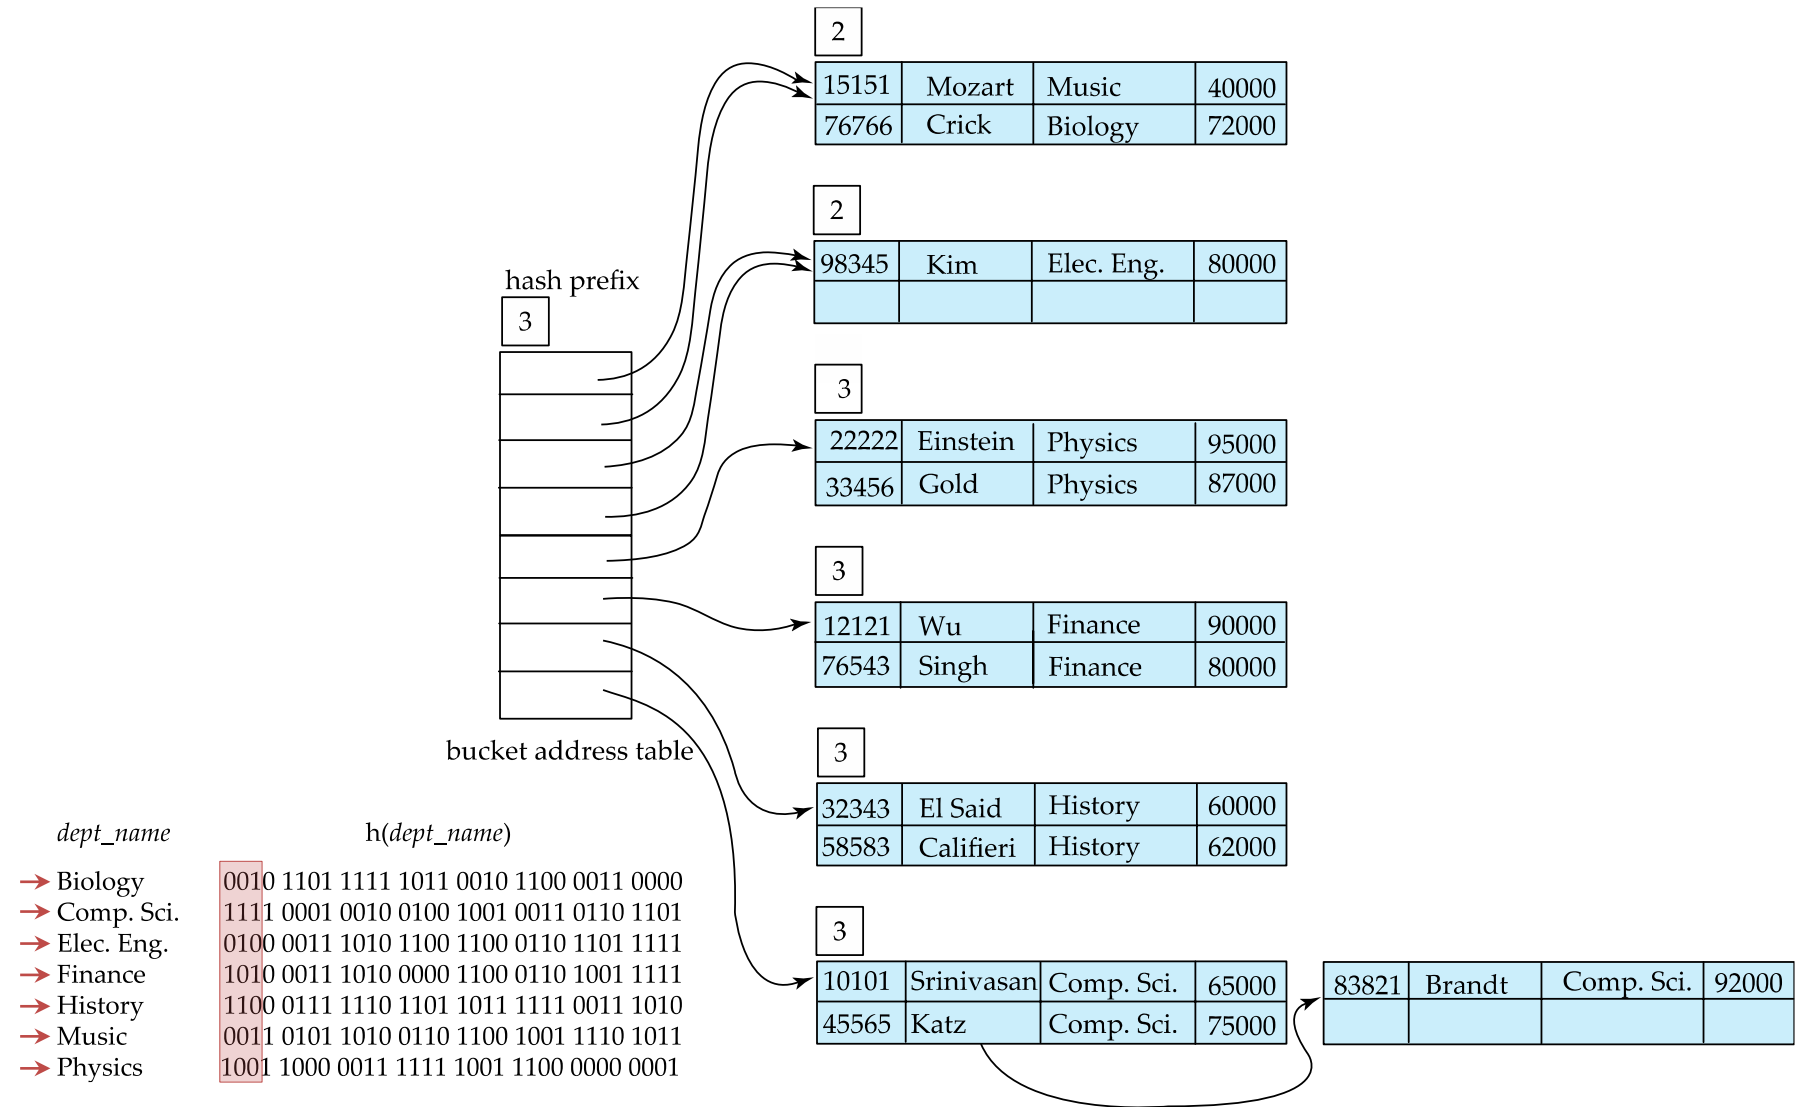 2
15151 Mozart Music 40000
76766 Crick Biology 72000
2
98345 Kim Elec. Eng. 80000
hash prefix
3
3
22222 Einstein Physics 95000
33456 Gold Physics 87000
3
12121 Wu Finance 90000
76543 Singh Finance 80000
bucket address table
3
32343 El Said History 60000
58583 Califieri History 62000
3
10101 Srinivasan Comp. Sci. 65000
45565 Katz Comp. Sci. 75000
83821 Brandt Comp. Sci. 92000
dept_name h(dept_name)
Biology 0010 1101 1111 1011 0010 1100 0011 0000
Comp. Sci. 1111 0001 0010 0100 1001 0011 0110 1101
Elec. Eng. 0100 0011 1010 1100 1100 0110 1101 1111
Finance 1010 0011 1010 0000 1100 0110 1001 1111
History 1100 0111 1110 1101 1011 1111 0011 1010
Music 0011 0101 1010 0110 1100 1001 1110 1011
Physics 1001 1000 0011 1111 1001 1100 0000 0001